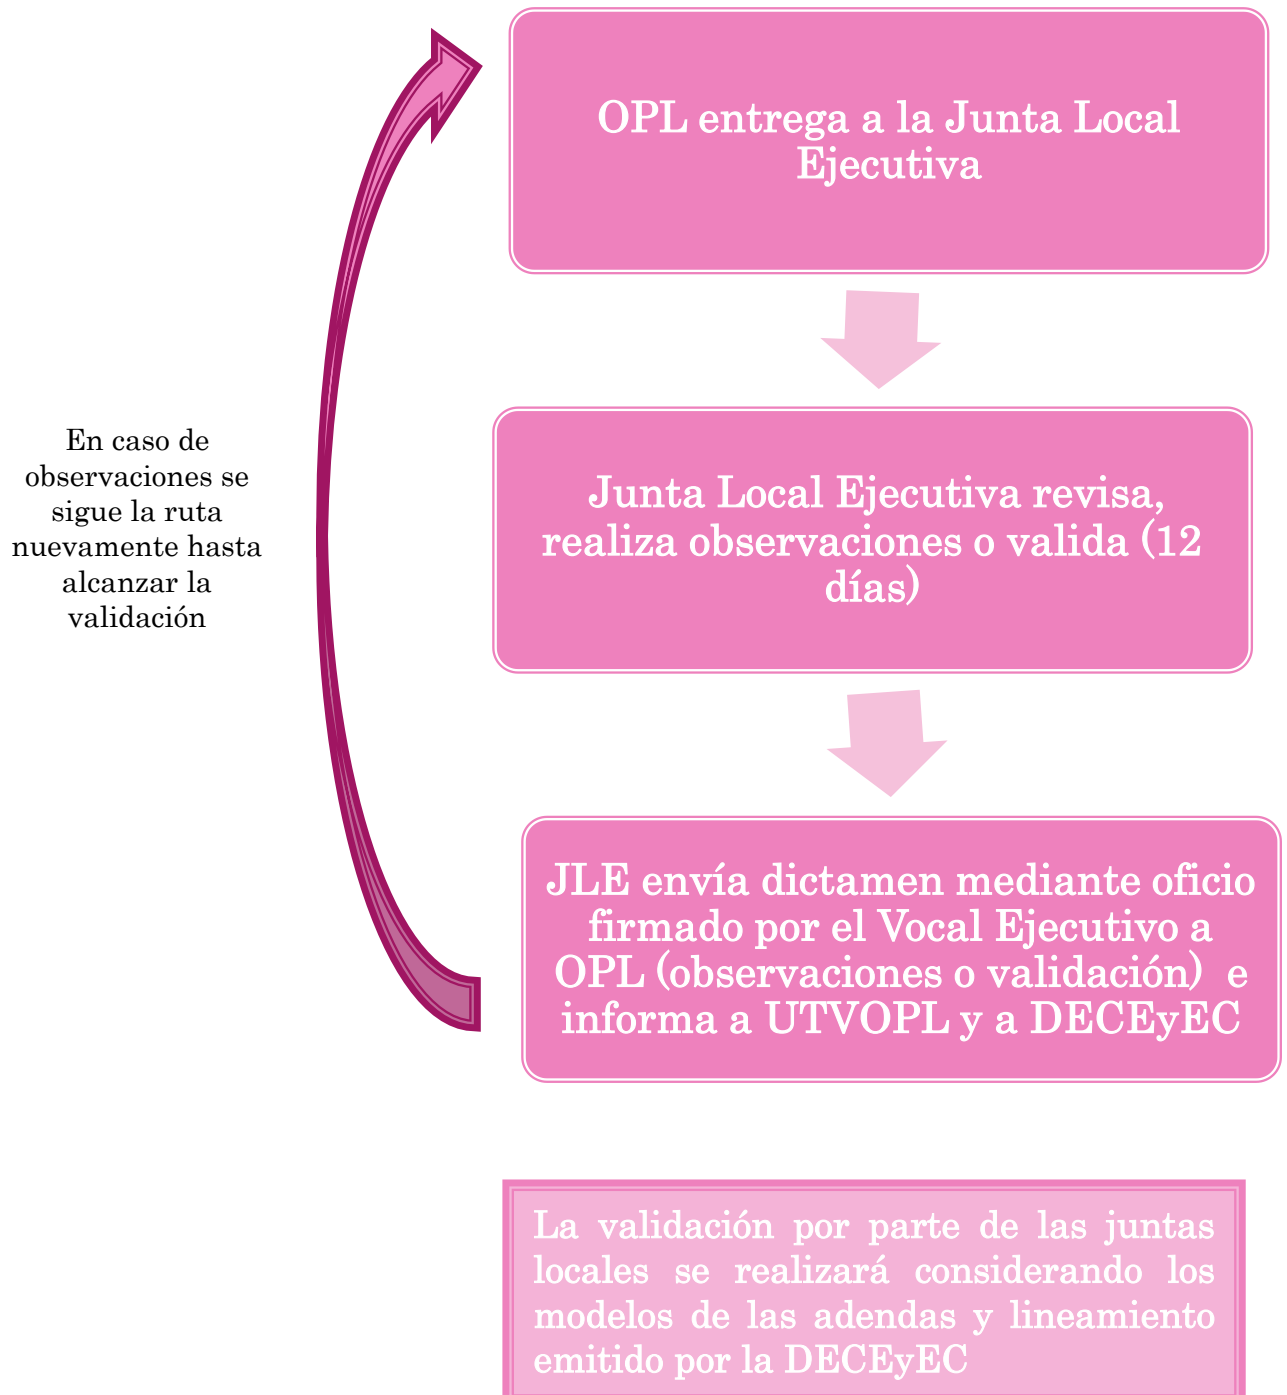 OPL entrega a la Junta Local
Ejecutiva
En caso de
observaciones se
sigue la ruta
nuevamente hasta
alcanzar la
validación
Junta Local Ejecutiva revisa,
realiza observaciones o valida (12
días)
JLE envía dictamen mediante oficio
firmado por el Vocal Ejecutivo a
OPL (observaciones o validación) e
informa a UTVOPL y a DECEyEC
La validación por parte de las juntas
locales se realizará considerando los
modelos de las adendas y lineamiento
emitido por la DECEyEC